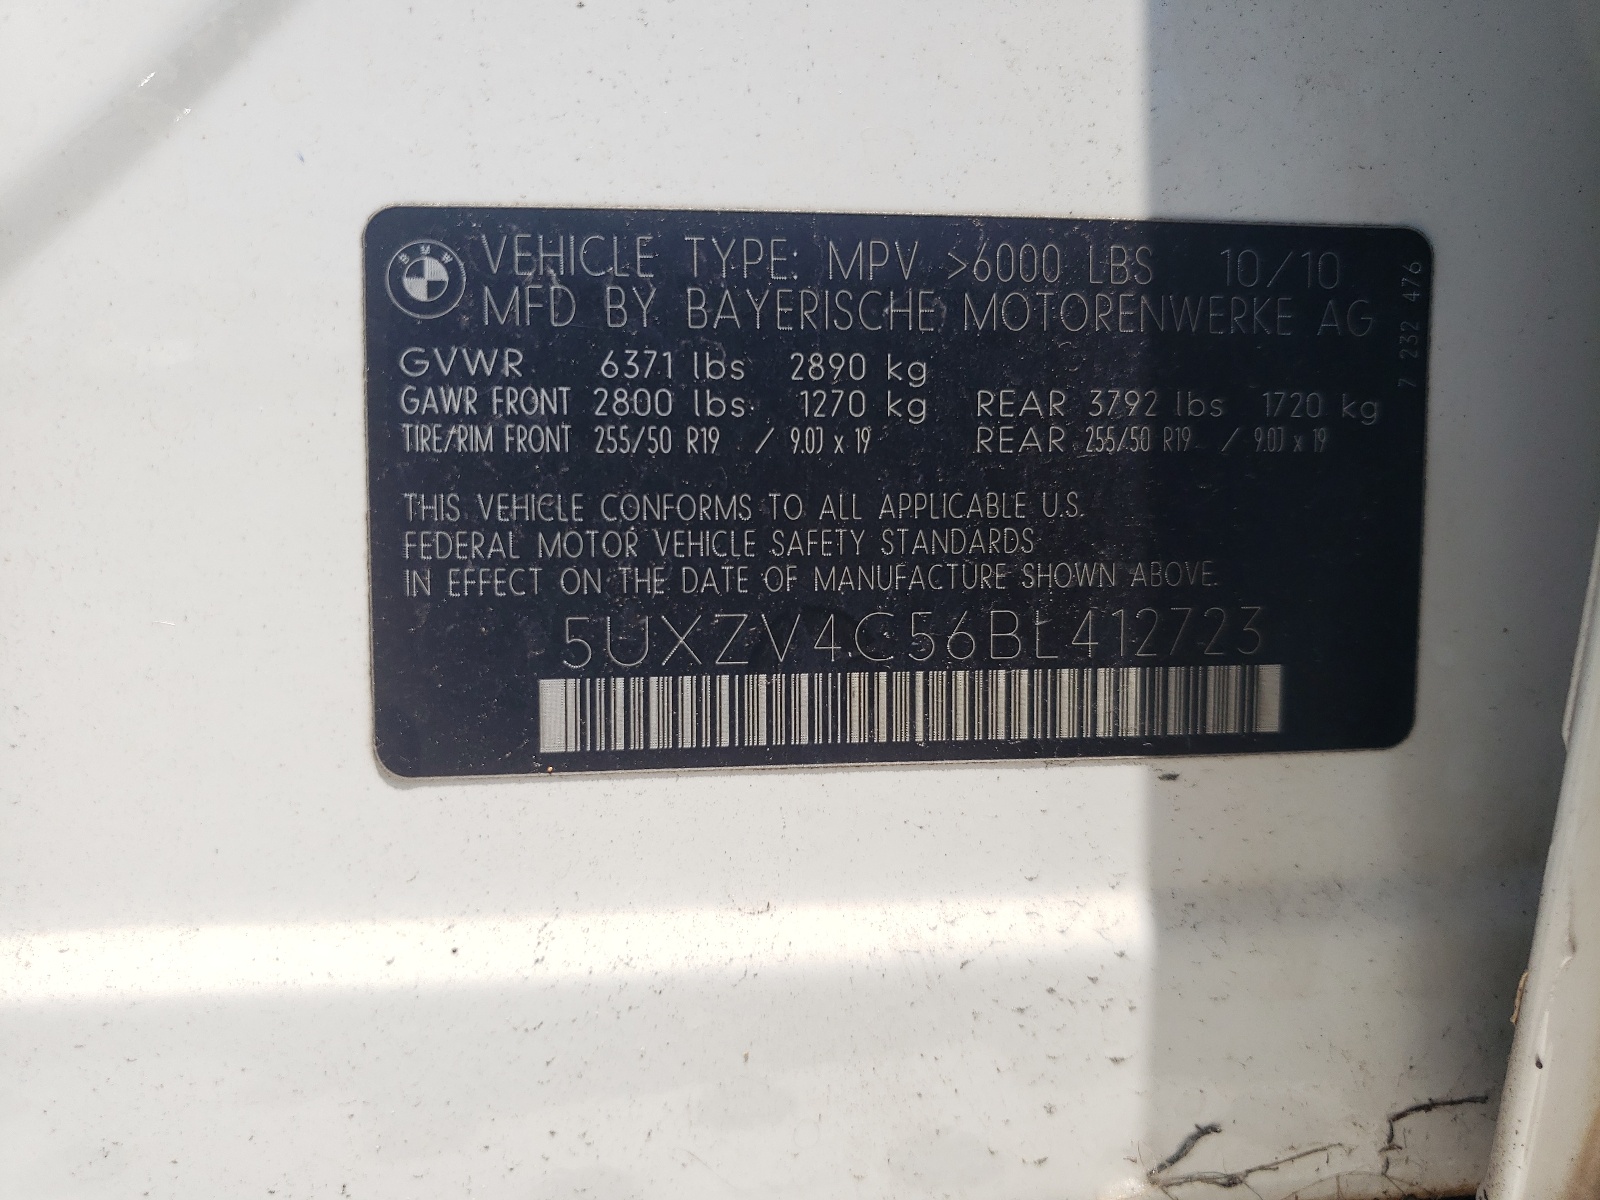 BMW
VEHICLE TYPE: MPV >6000 LBS 10/10
MFD BY BAYERISCHE MOTORENWERKE AG
GVWR 6371 lbs 2890 kg
GAWR FRONT 2800 lbs 1270 kg REAR 3792 lbs 1720 kg
TIRE/RIM FRONT 255/50 R19 / 9.0J x 19 REAR 255/50 R19 / 9.0J x 19
THIS VEHICLE CONFORMS TO ALL APPLICABLE U.S.
FEDERAL MOTOR VEHICLE SAFETY STANDARDS
IN EFFECT ON THE DATE OF MANUFACTURE SHOWN ABOVE.
5UXZV4C56BL412723
7 232 476